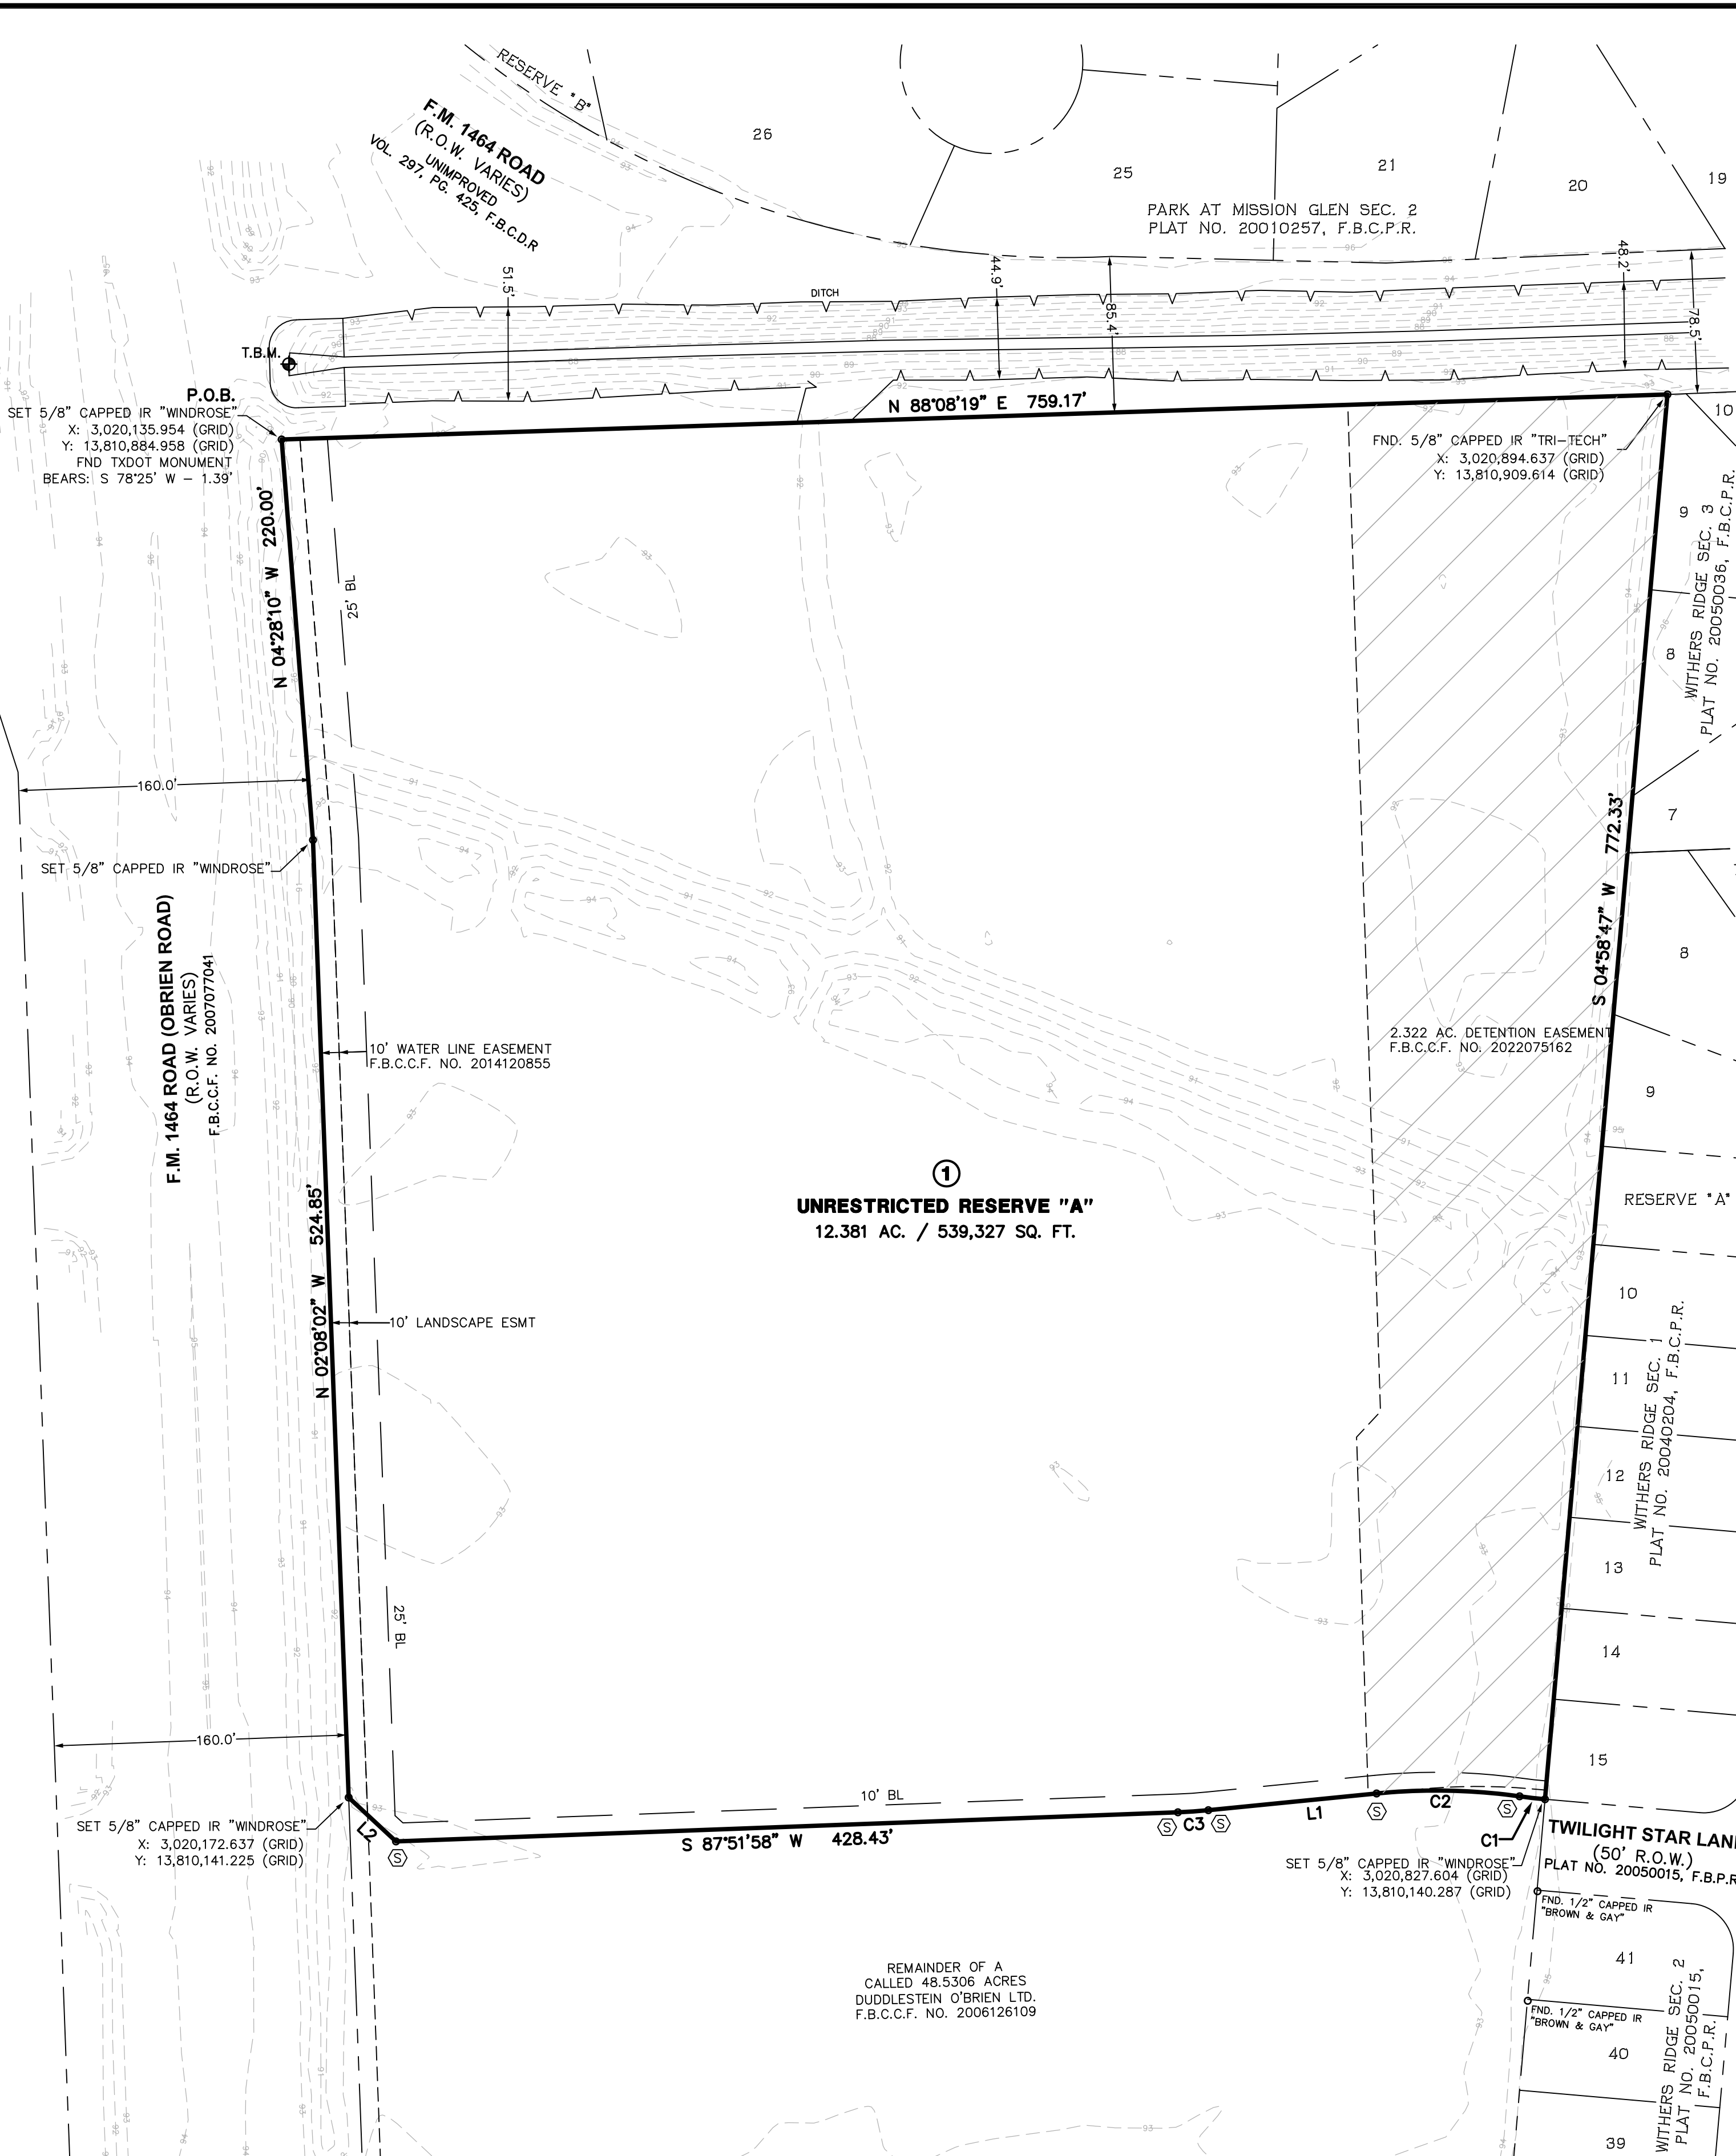 RESERVE "B"
F.M. 1464 ROAD
(R.O.W. VARIES)
UNIMPROVED
VOL. 297, PG. 425, F.B.C.D.R
26
25
21
20
19
PARK AT MISSION GLEN SEC. 2
PLAT NO. 20010257, F.B.C.P.R.
51.5'
DITCH
44.9'
85.4'
48.2'
78.5'
T.B.M.
P.O.B.
SET 5/8" CAPPED IR "WINDROSE"
X: 3,020,135.954 (GRID)
Y: 13,810,884.958 (GRID)
FND TXDOT MONUMENT
BEARS: S 78°25' W – 1.39'
N 88°08'19" E 759.17'
FND. 5/8" CAPPED IR "TRI–TECH"
X: 3,020,894.637 (GRID)
Y: 13,810,909.614 (GRID)
10
9
WITHERS RIDGE SEC. 3
PLAT NO. 20050036, F.B.C.P.R.
8
7
8
N 04°28'10" W 220.00'
25' BL
160.0'
SET 5/8" CAPPED IR "WINDROSE"
F.M. 1464 ROAD (OBRIEN ROAD)
(R.O.W. VARIES)
F.B.C.C.F. NO. 2007077041
10' WATER LINE EASEMENT
F.B.C.C.F. NO. 2014120855
S 04°58'47" W 772.33'
2.322 AC. DETENTION EASEMENT
F.B.C.C.F. NO. 2022075162
9
RESERVE "A"
1
UNRESTRICTED RESERVE "A"
12.381 AC. / 539,327 SQ. FT.
N 02°08'02" W 524.85'
10' LANDSCAPE ESMT
10
11
12
WITHERS RIDGE SEC. 1
PLAT NO. 20040204, F.B.C.P.R.
13
14
15
25' BL
160.0'
10' BL
SET 5/8" CAPPED IR "WINDROSE"
X: 3,020,172.637 (GRID)
Y: 13,810,141.225 (GRID)
L2
S
S 87°51'58" W 428.43'
S
C3
S
L1
S
C2
S
C1
SET 5/8" CAPPED IR "WINDROSE"
X: 3,020,827.604 (GRID)
Y: 13,810,140.287 (GRID)
TWILIGHT STAR LAN
(50' R.O.W.)
PLAT NO. 20050015, F.B.P.R
FND. 1/2" CAPPED IR
"BROWN & GAY"
41
FND. 1/2" CAPPED IR
"BROWN & GAY"
40
39
WITHERS RIDGE SEC. 2
PLAT NO. 20050015,
F.B.C.P.R.
REMAINDER OF A
CALLED 48.5306 ACRES
DUDDLESTEIN O'BRIEN LTD.
F.B.C.C.F. NO. 2006126109